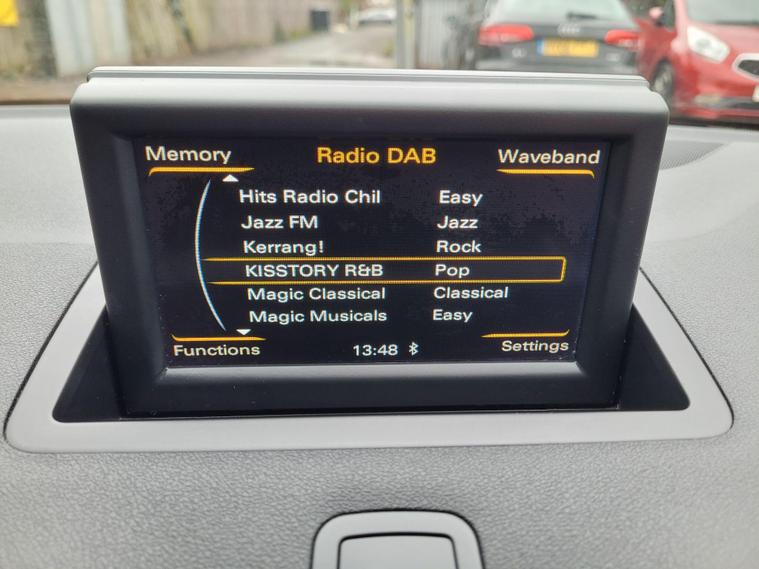 Memory Radio DAB Waveband
Hits Radio Chil Easy
Jazz FM Jazz
Kerrang! Rock
KISSTORY R&B Pop
Magic Classical Classical
Magic Musicals Easy
Functions 13:48 Settings